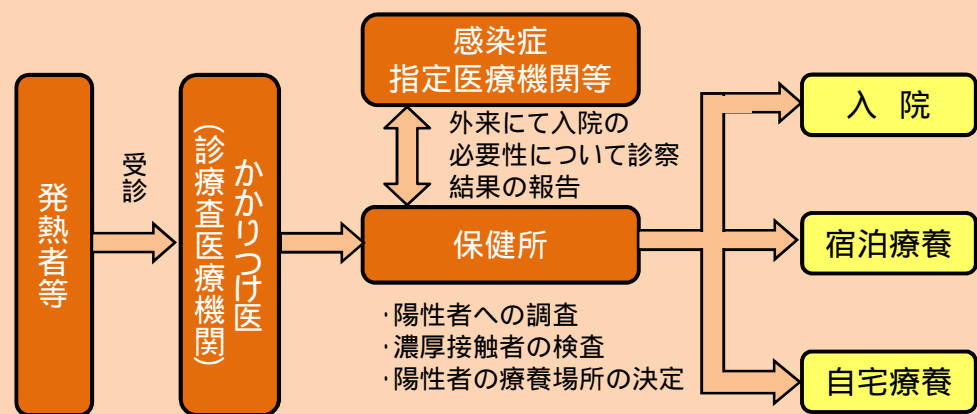 発熱者等
受診
かかりつけ医
(診療査医療機関)
感染症
指定医療機関等
外来にて入院の
必要性について診察
結果の報告
保健所
･陽性者への調査
･濃厚接触者の検査
･陽性者の療養場所の決定
入 院
宿泊療養
自宅療養